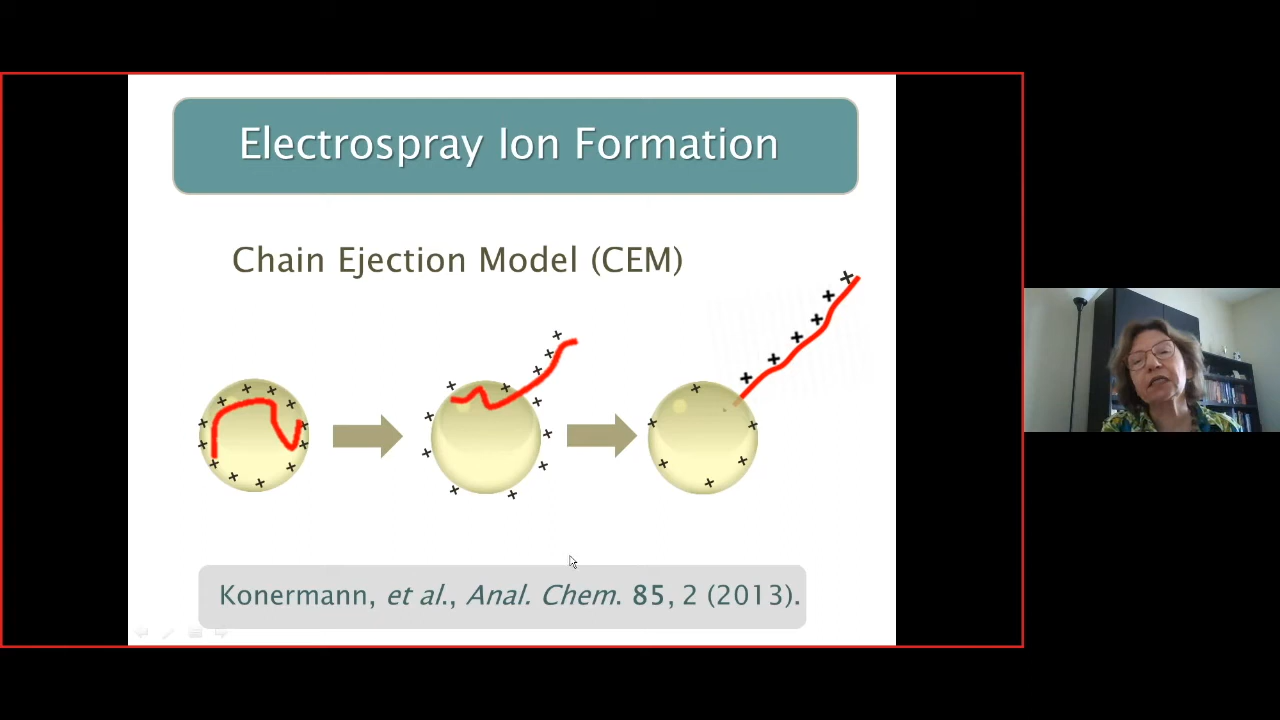 Electrospray Ion Formation
Chain Ejection Model (CEM)
Konermann, et al., Anal. Chem. 85, 2 (2013).